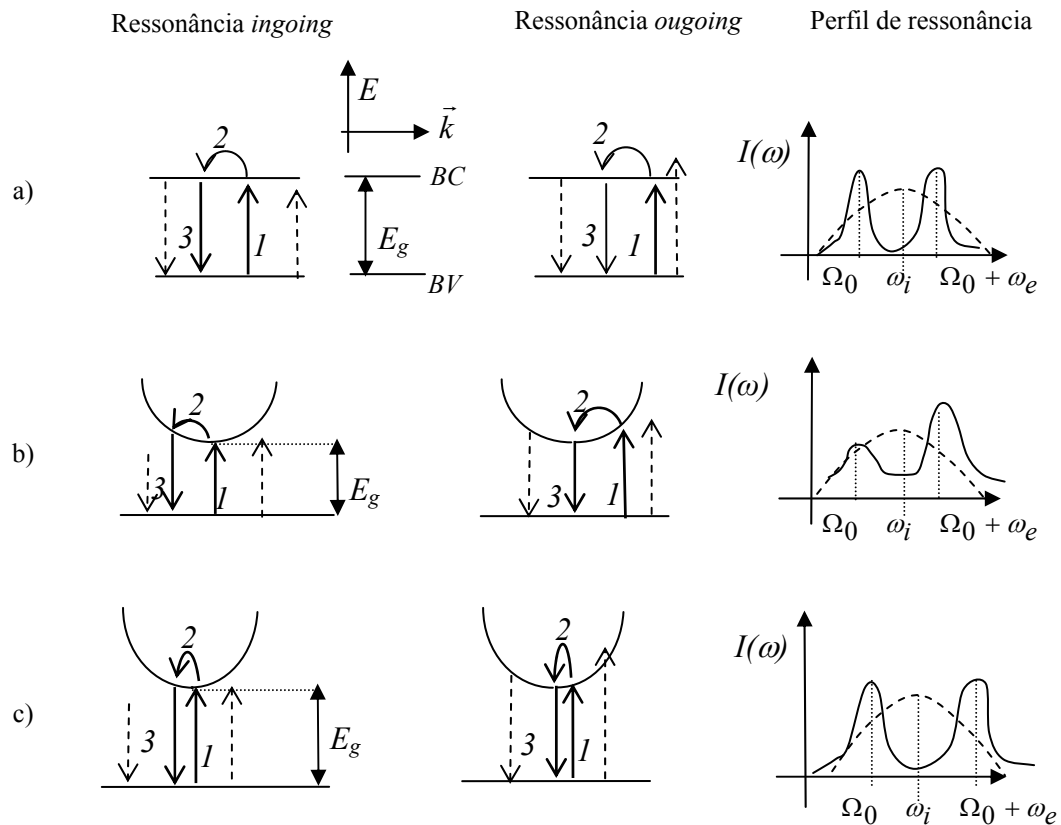 Ressonância ingoing
Ressonância ougoing
Perfil de ressonância
a)
E
k⃗
2
3
1
BC
E_g
BV
2
3
1
I(ω)
Ω₀ ω_i Ω₀ + ω_e
b)
2
3
1
E_g
2
3
1
I(ω)
Ω₀ ω_i Ω₀ + ω_e
c)
2
3
1
E_g
2
3
1
I(ω)
Ω₀ ω_i Ω₀ + ω_e